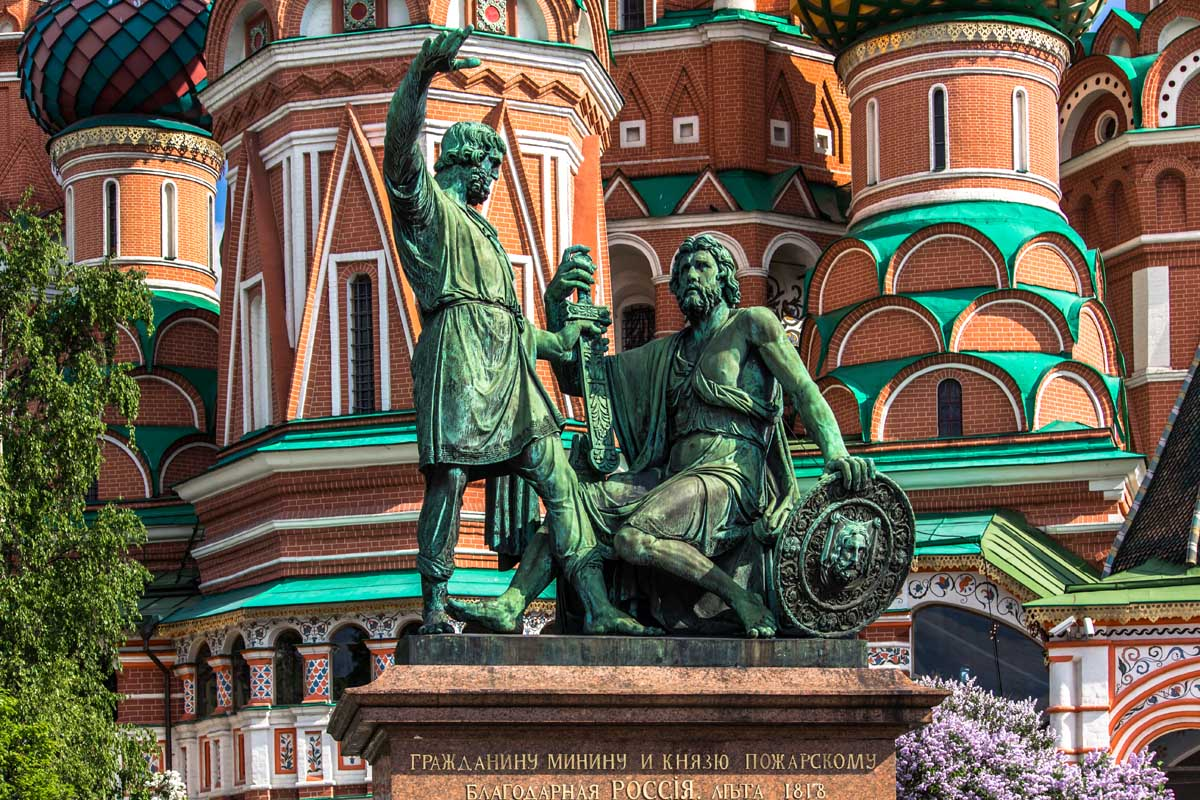 ГРАЖДАНИНУ МИНИНУ И КНЯЗЮ ПОЖАРСКОМУ
БЛАГОДАРНАЯ РОССІЯ. ЛѢТА 1818